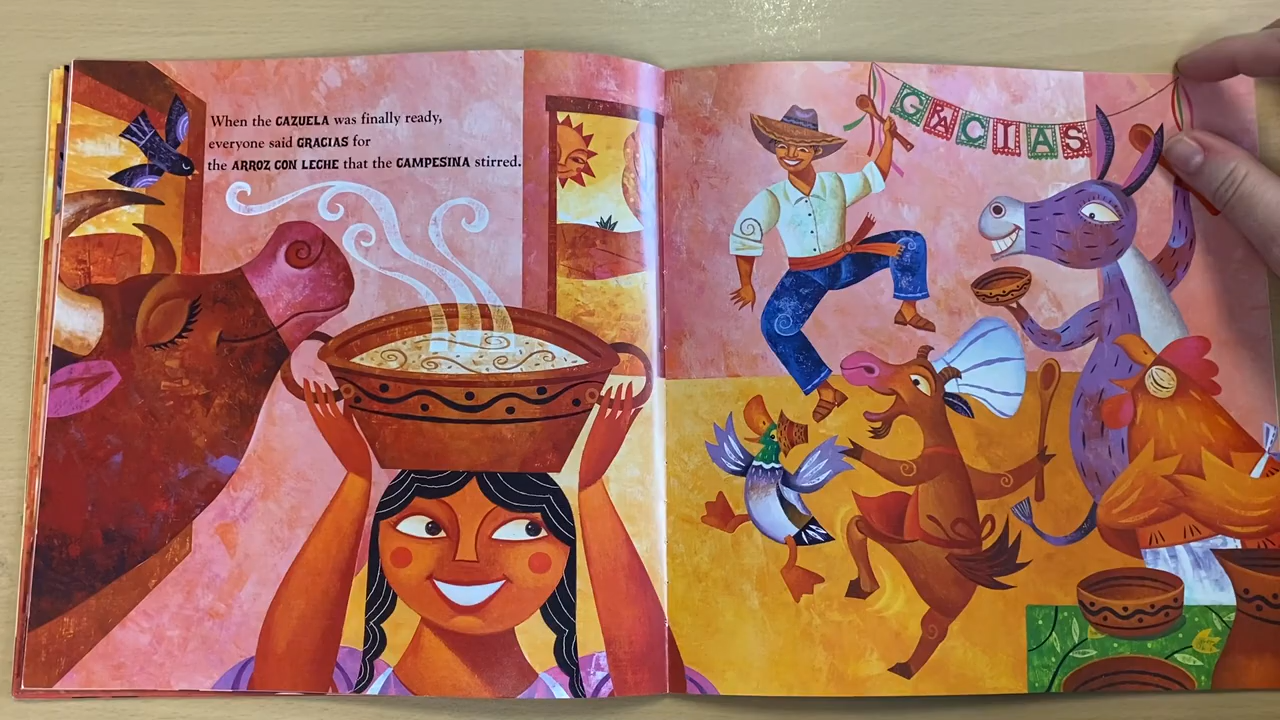 When the CAZUELA was finally ready,
everyone said GRACIAS for
the ARROZ CON LECHE that the CAMPESINA stirred.
GRACIAS